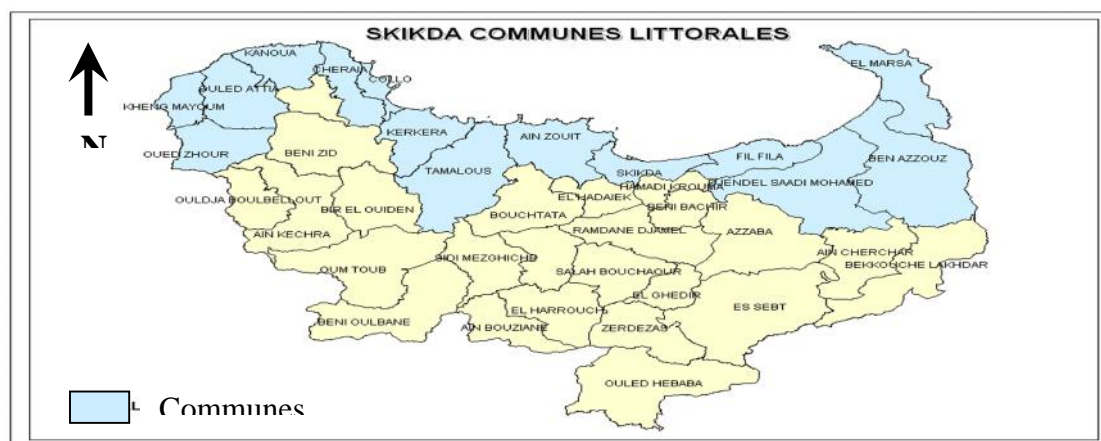 SKIKDA COMMUNES LITTORALES
KANOUA
EL MARSA
CHERAIA
COLLO
OULED ATTIA
KHENG MAYOUM
KERKERA
AIN ZOUIT
N
OUED ZHOUR
BENI ZID
FIL FILA
BEN AZZOUZ
TAMALOUS
SKIKDA
DJENDEL SAADI MOHAMED
HAMADI KROUMA
EL HADAIEK
OULDJA BOULBELLOUT
BIR EL OUIDEN
BENI BACHIR
BOUCHTATA
RAMDANE DJAMEL
AZZABA
AIN KECHRA
AIN CHERCHAR
SIDI MEZGHICHD
BEKKOUCHE LAKHDAR
OUM TOUB
SALAH BOUCHAOUR
EL GHEDIR
ES SEBT
EL HARROUCH
BENI OULBANE
AIN BOUZIANE
ZERDEZAS
OULED HEBABA
L Communes